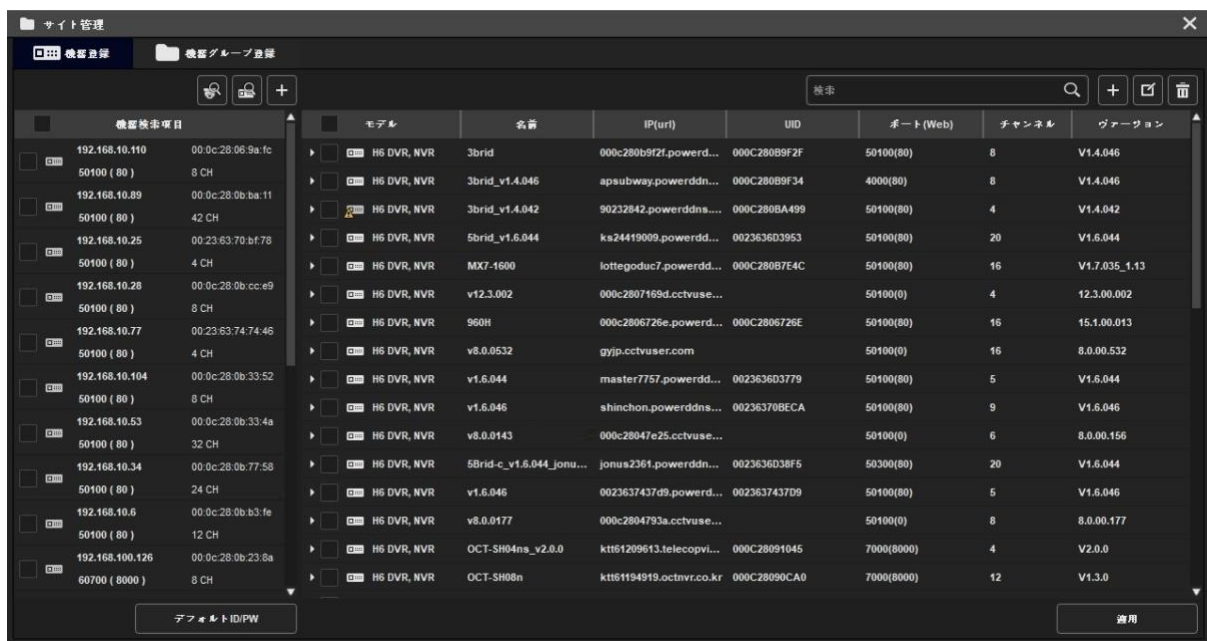 サイト管理
機器登録 機器グループ登録
検索
機器検索項目
192.168.10.110 00:0c:28:06:9a:fc
50100 ( 80 ) 8 CH
192.168.10.89 00:0c:28:0b:ba:11
50100 ( 80 ) 42 CH
192.168.10.25 00:23:63:70:bf:78
50100 ( 80 ) 4 CH
192.168.10.28 00:0c:28:0b:cc:e9
50100 ( 80 ) 8 CH
192.168.10.77 00:23:63:74:74:46
50100 ( 80 ) 4 CH
192.168.10.104 00:0c:28:0b:33:52
50100 ( 80 ) 8 CH
192.168.10.53 00:0c:28:0b:33:4a
50100 ( 80 ) 32 CH
192.168.10.34 00:0c:28:0b:77:58
50100 ( 80 ) 24 CH
192.168.10.6 00:0c:28:0b:b3:fe
50100 ( 80 ) 12 CH
192.168.100.126 00:0c:28:0b:23:8a
60700 ( 8000 ) 8 CH
デフォルトID/PW
モデル 名前 IP(url) UID ポート(Web) チャンネル ヴァージョン
H6 DVR, NVR 3brid 000c280b9f2f.powerd... 000C280B9F2F 50100(80) 8 V1.4.046
H6 DVR, NVR 3brid_v1.4.046 apsubway.powerddn... 000C280B9F34 4000(80) 8 V1.4.046
H6 DVR, NVR 3brid_v1.4.042 90232842.powerddns.... 000C280BA499 50100(80) 4 V1.4.042
H6 DVR, NVR 5brid_v1.6.044 ks24419009.powerdd... 0023636D3953 50100(80) 20 V1.6.044
H6 DVR, NVR MX7-1600 lottegoduc7.powerdd... 000C280B7E4C 50100(80) 16 V1.7.035_1.13
H6 DVR, NVR v12.3.002 000c2807169d.cctvuse... 50100(0) 4 12.3.00.002
H6 DVR, NVR 960H 000c2806726e.powerd... 000C2806726E 50100(80) 16 15.1.00.013
H6 DVR, NVR v8.0.0532 gyjp.cctvuser.com 50100(0) 16 8.0.00.532
H6 DVR, NVR v1.6.044 master7757.powerdd... 0023636D3779 50100(80) 5 V1.6.044
H6 DVR, NVR v1.6.046 shinchon.powerddns... 00236370BECA 50100(80) 9 V1.6.046
H6 DVR, NVR v8.0.0143 000c28047e25.cctvuse... 50100(0) 6 8.0.00.156
H6 DVR, NVR 5Brid-c_v1.6.044_jonu... jonus2361.powerddn... 0023636D38F5 50300(80) 20 V1.6.044
H6 DVR, NVR v1.6.046 0023637437d9.powerd... 0023637437D9 50100(80) 5 V1.6.046
H6 DVR, NVR v8.0.0177 000c2804793a.cctvuse... 50100(0) 8 8.0.00.177
H6 DVR, NVR OCT-SH04ns_v2.0.0 ktt61209613.telecopvi... 000C28091045 7000(8000) 4 V2.0.0
H6 DVR, NVR OCT-SH08n ktt61194919.octnvr.co.kr 000C28090CA0 7000(8000) 12 V1.3.0
適用